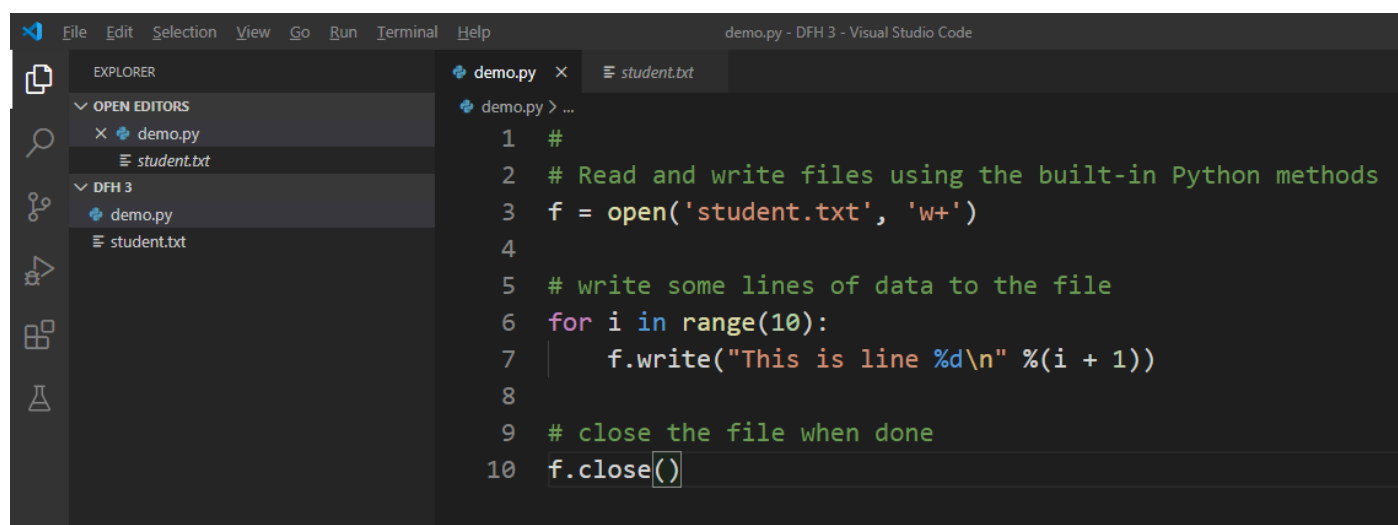 File Edit Selection View Go Run Terminal Help demo.py - DFH 3 - Visual Studio Code
EXPLORER
OPEN EDITORS
demo.py
student.txt
DFH 3
demo.py
student.txt
demo.py student.txt
demo.py > ...
1 #
2 # Read and write files using the built-in Python methods
3 f = open('student.txt', 'w+')
4
5 # write some lines of data to the file
6 for i in range(10):
7     f.write("This is line %d\n" %(i + 1))
8
9 # close the file when done
10 f.close()